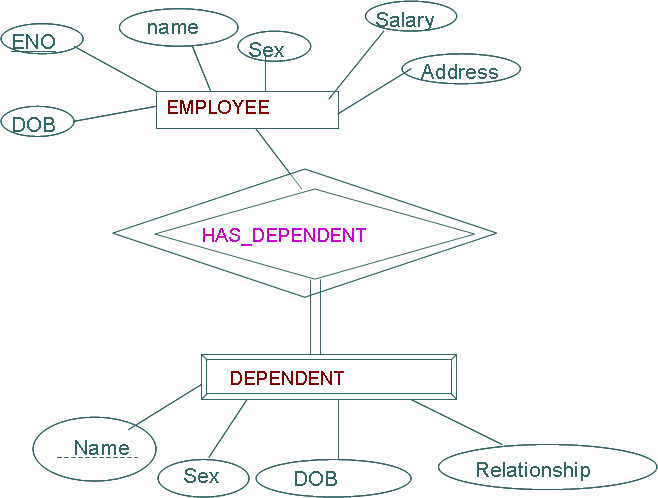 ENO
name
Sex
Salary
Address
DOB
EMPLOYEE
HAS_DEPENDENT
DEPENDENT
Name
Sex
DOB
Relationship